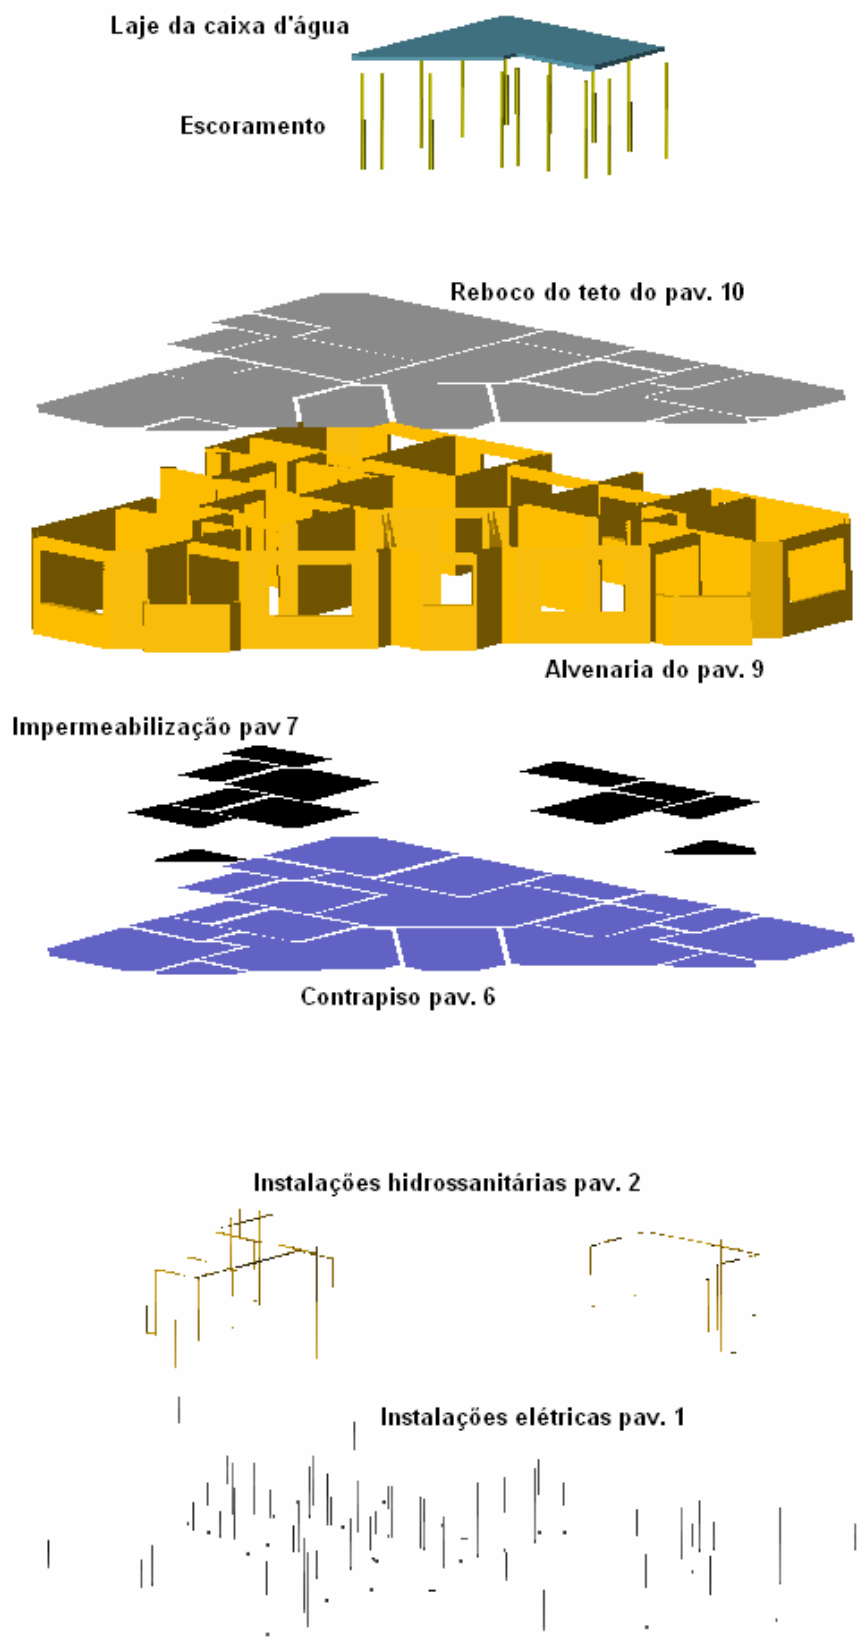 Laje da caixa d'água
Escoramento
Reboco do teto do pav. 10
Alvenaria do pav. 9
Impermeabilização pav 7
Contrapiso pav. 6
Instalações hidrossanitárias pav. 2
Instalações elétricas pav. 1